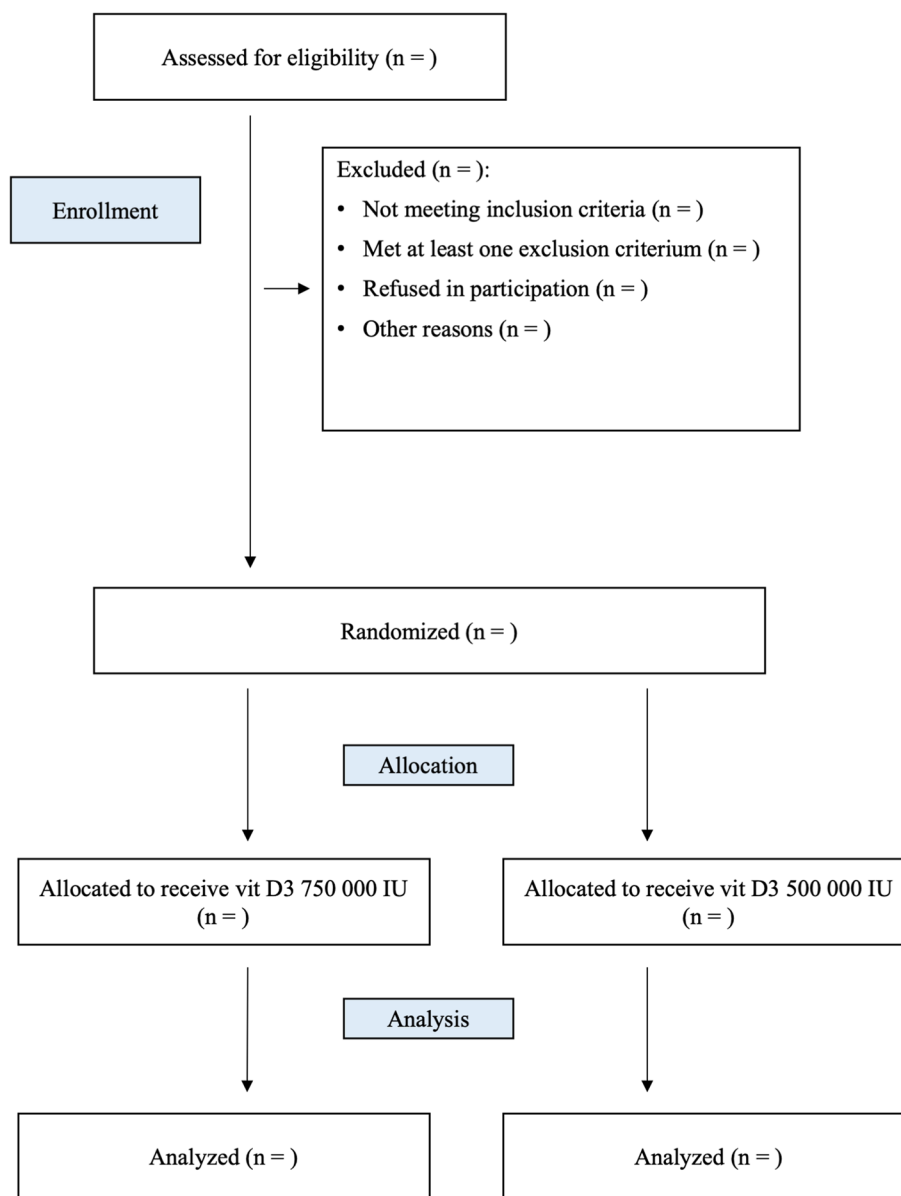 Assessed for eligibility (n = )
Enrollment
Excluded (n = ):
• Not meeting inclusion criteria (n = )
• Met at least one exclusion criterium (n = )
• Refused in participation (n = )
• Other reasons (n = )
Randomized (n = )
Allocation
Allocated to receive vit D3 750 000 IU
(n = )
Allocated to receive vit D3 500 000 IU
(n = )
Analysis
Analyzed (n = )
Analyzed (n = )